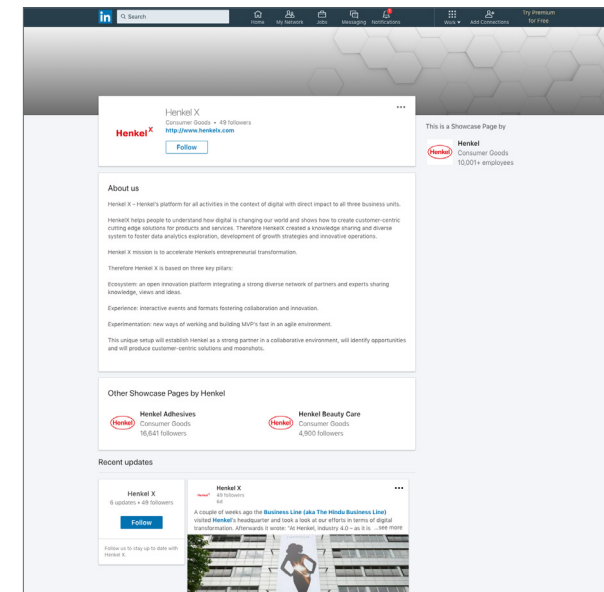 in
Search
Home
My Network
Jobs
Messaging
Notifications
Work
Add Connections
Try Premium
for Free
Henkel X
Henkel X
Consumer Goods • 49 followers
http://www.henkelx.com
Follow
This is a Showcase Page by
Henkel
Henkel
Consumer Goods
10,001+ employees
About us
Henkel X – Henkel's platform for all activities in the context of digital with direct impact to all three business units.
HenkelX helps people to understand how digital is changing our world and shows how to create customer-centric
cutting edge solutions for products and services. Therefore HenkelX created a knowledge sharing and diverse
system to foster data analytics exploration, development of growth strategies and innovative operations.
Henkel X mission is to accelerate Henkels entrepreneurial transformation.
Therefore Henkel X is based on three key pillars:
Ecosystem: an open innovation platform integrating a strong diverse network of partners and experts sharing
knowledge, views and ideas.
Experience: interactive events and formats fostering collaboration and innovation.
Experimentation: new ways of working and building MVP's fast in an agile environment.
This unique setup will establish Henkel as a strong partner in a collaborative environment, will identify opportunities
and will produce customer-centric solutions and moonshots.
Other Showcase Pages by Henkel
Henkel
Henkel Adhesives
Consumer Goods
16,641 followers
Henkel
Henkel Beauty Care
Consumer Goods
4,900 followers
Recent updates
Henkel X
6 updates • 49 followers
Follow
Follow us to stay up to date with
Henkel X.
Henkel X
Henkel X
49 followers
6d
A couple of weeks ago the Business Line (aka The Hindu Business Line)
visited Henkel's headquarter and took a look at our efforts in terms of digital
transformation. Afterwards it wrote: "At Henkel, industry 4.0 – as it is ...see more